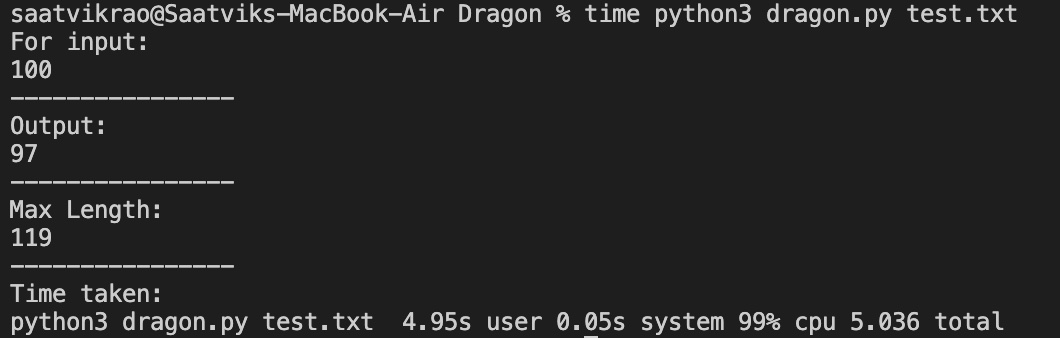 saatvikrao@Saatviks-MacBook-Air Dragon % time python3 dragon.py test.txt
For input:
100
----------------
Output:
97
----------------
Max Length:
119
----------------
Time taken:
python3 dragon.py test.txt  4.95s user 0.05s system 99% cpu 5.036 total